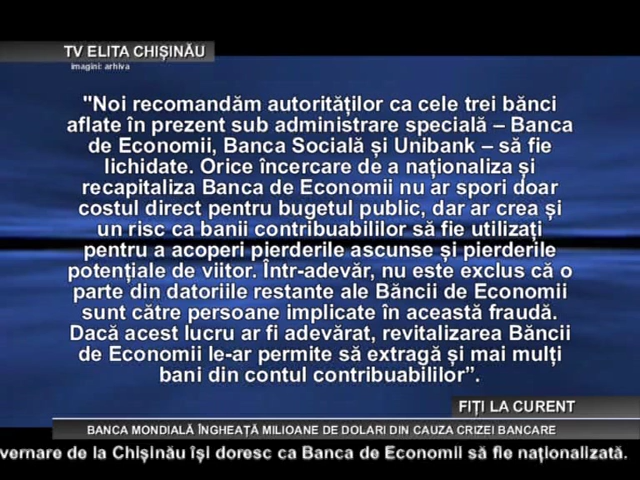 TV ELITA CHIȘINĂU
imagini: arhiva
"Noi recomandăm autorităților ca cele trei bănci
aflate în prezent sub administrare specială – Banca
de Economii, Banca Socială și Unibank – să fie
lichidate. Orice încercare de a naționaliza și
recapitaliza Banca de Economii nu ar spori doar
costul direct pentru bugetul public, dar ar crea și
un risc ca banii contribuabililor să fie utilizați
pentru a acoperi pierderile ascunse și pierderile
potențiale de viitor. Într-adevăr, nu este exclus că o
parte din datoriile restante ale Băncii de Economii
sunt către persoane implicate în această fraudă.
Dacă acest lucru ar fi adevărat, revitalizarea Băncii
de Economii le-ar permite să extragă și mai mulți
bani din contul contribuabililor”.
FIȚI LA CURENT
BANCA MONDIALĂ ÎNGHEAȚĂ MILIOANE DE DOLARI DIN CAUZA CRIZEI BANCARE
vernare de la Chișinău își doresc ca Banca de Economii să fie naționalizată.